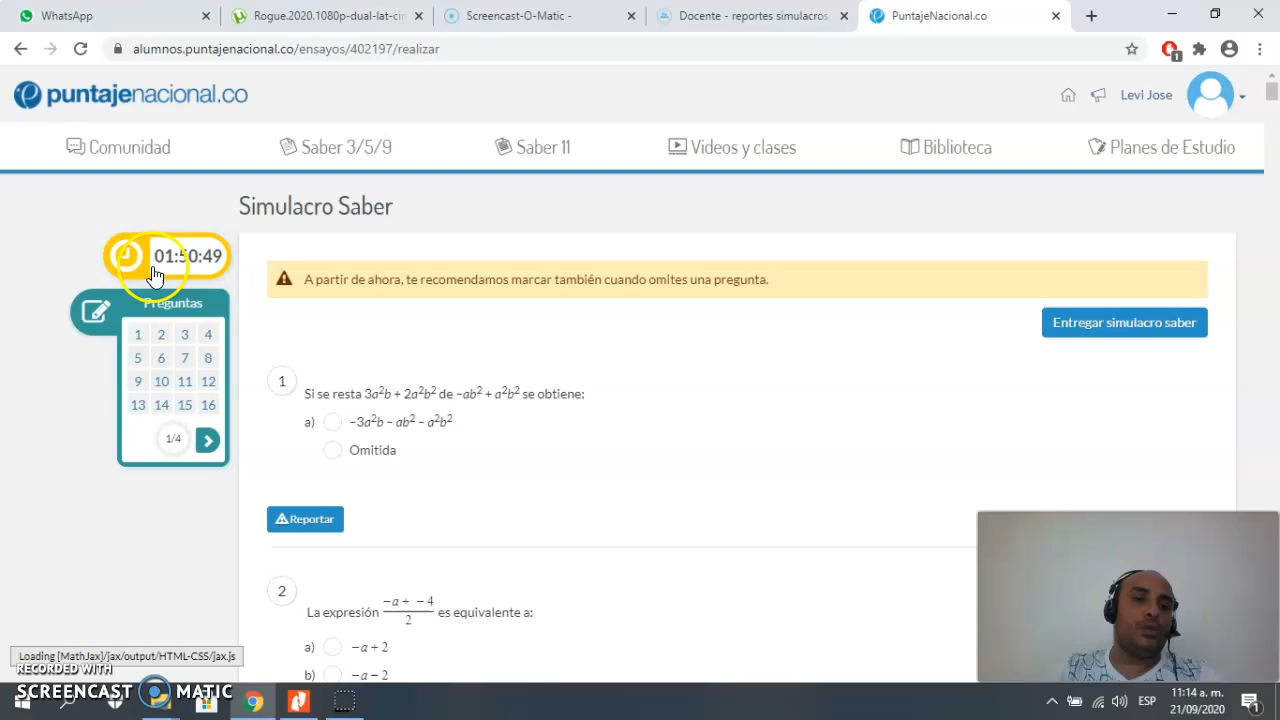 WhatsApp
Rogue.2020.1080p-dual-lat-cin
Screencast-O-Matic -
Docente - reportes simulacros
PuntajeNacional.co
alumnos.puntajenacional.co/ensayos/402197/realizar
puntajenacional.co
Levi Jose
Comunidad
Saber 3/5/9
Saber 11
Videos y clases
Biblioteca
Planes de Estudio
Simulacro Saber
01:50:49
A partir de ahora, te recomendamos marcar también cuando omites una pregunta.
Preguntas
1 2 3 4
5 6 7 8
9 10 11 12
13 14 15 16
1/4
Entregar simulacro saber
1
Si se resta 3a²b + 2a²b² de −ab² + a²b² se obtiene:
a) −3a²b − ab² − a²b²
Omitida
Reportar
2
La expresión (−a + −4)/2 es equivalente a:
a) −a + 2
b) −a − 2
Loading [MathJax]/jax/output/HTML-CSS/jax.js
RECORDED WITH
SCREENCAST MATIC
ESP
11:14 a. m.
21/09/2020